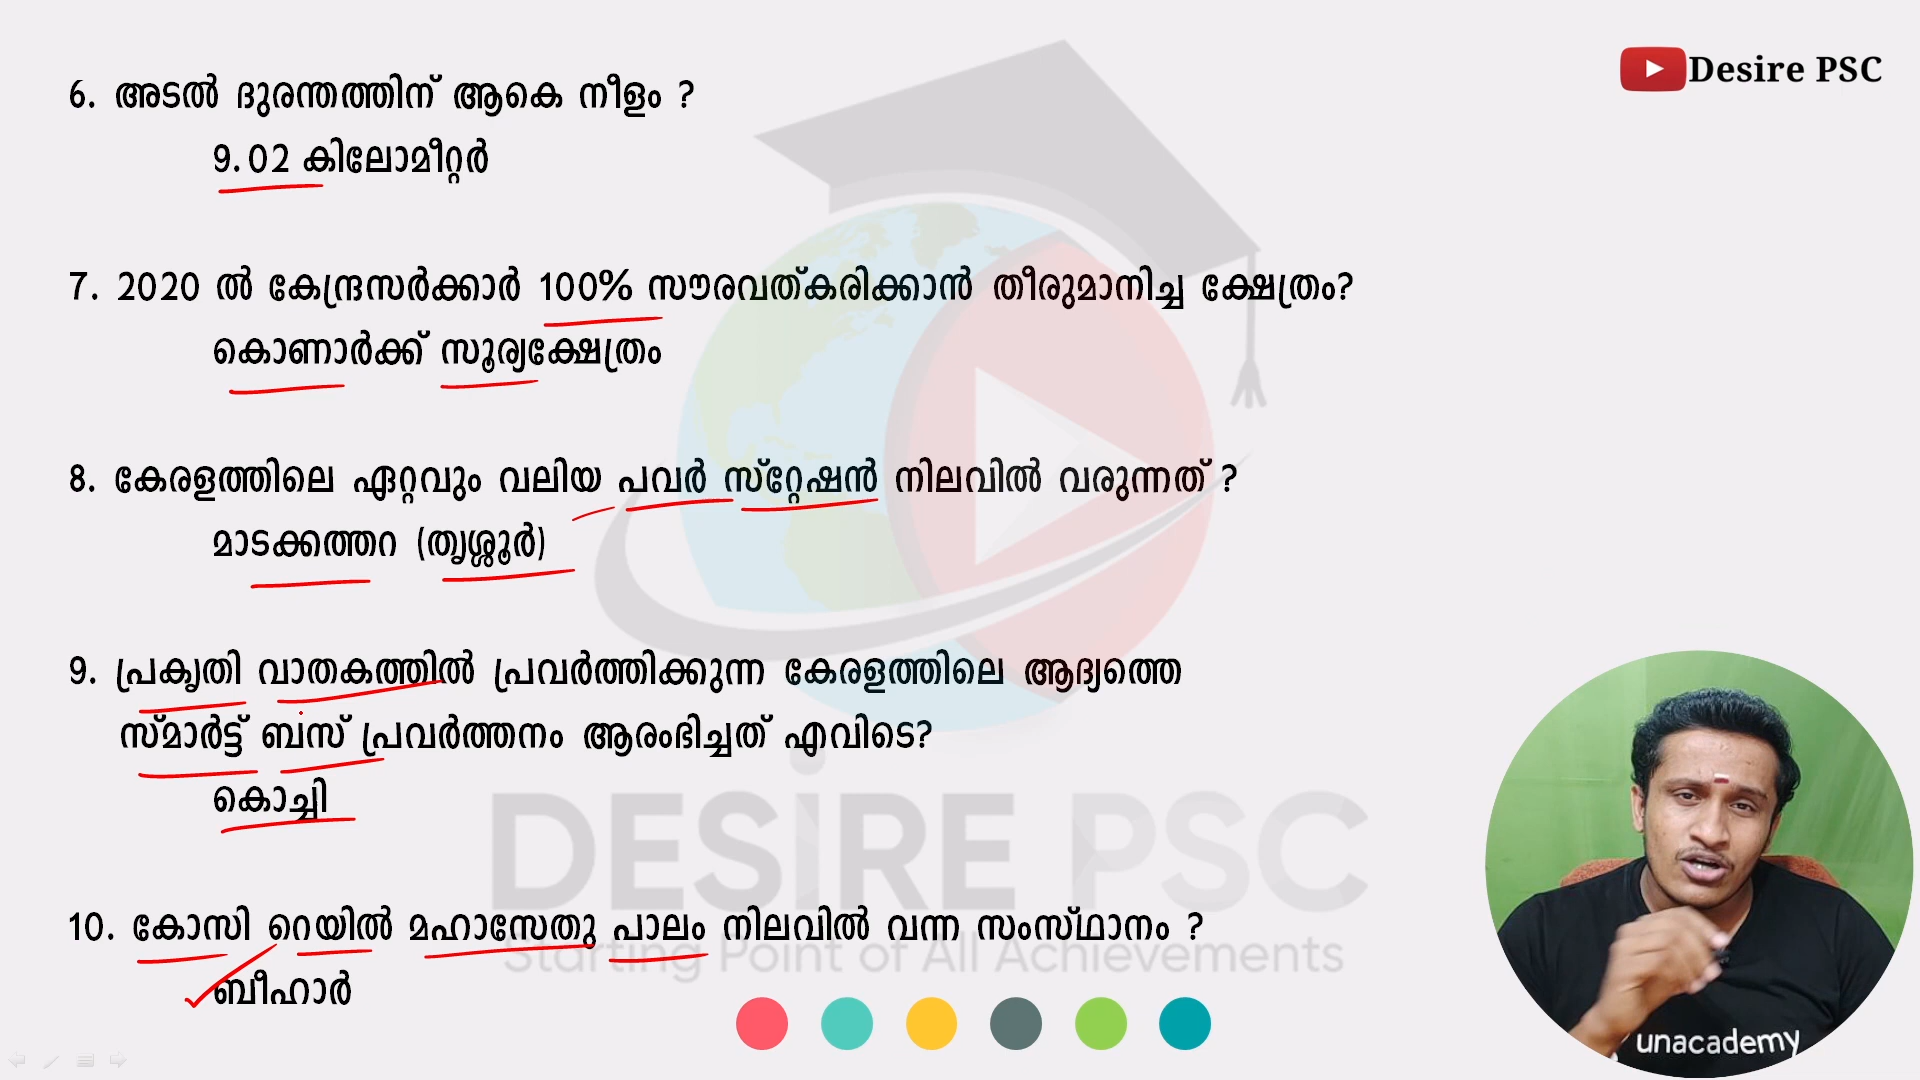 Desire PSC
6. അടൽ ദുരന്തത്തിന് ആകെ നീളം ?
9.02 കിലോമീറ്റർ
7. 2020 ൽ കേന്ദ്രസർക്കാർ 100% സൗരവത്കരിക്കാൻ തീരുമാനിച്ച ക്ഷേത്രം?
കൊണാർക്ക് സൂര്യക്ഷേത്രം
8. കേരളത്തിലെ ഏറ്റവും വലിയ പവർ സ്റ്റേഷൻ നിലവിൽ വരുന്നത് ?
മാടക്കത്തറ (തൃശ്ശൂർ)
9. പ്രകൃതി വാതകത്തിൽ പ്രവർത്തിക്കുന്ന കേരളത്തിലെ ആദ്യത്തെ
സ്മാർട്ട് ബസ് പ്രവർത്തനം ആരംഭിച്ചത് എവിടെ?
കൊച്ചി
DESIRE PSC
10. കോസി റെയിൽ മഹാസേതു പാലം നിലവിൽ വന്ന സംസ്ഥാനം ?
Starting Point of All Achievements
ബീഹാർ
unacademy